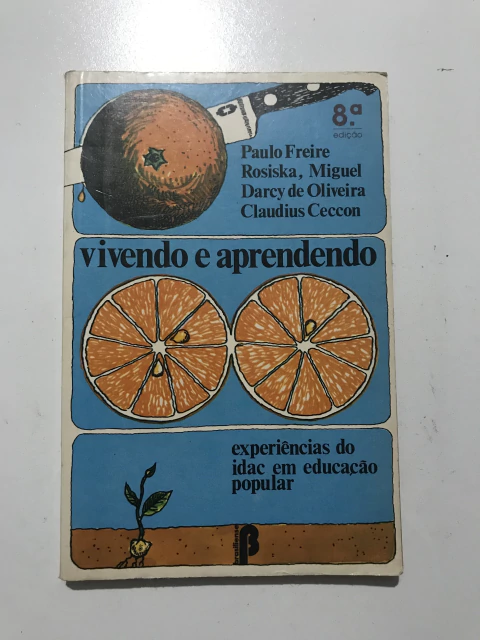 8.ª
edição
Paulo Freire
Rosiska, Miguel
Darcy de Oliveira
Claudius Ceccon
vivendo e aprendendo
experiências do
idac em educação
popular
brasiliense